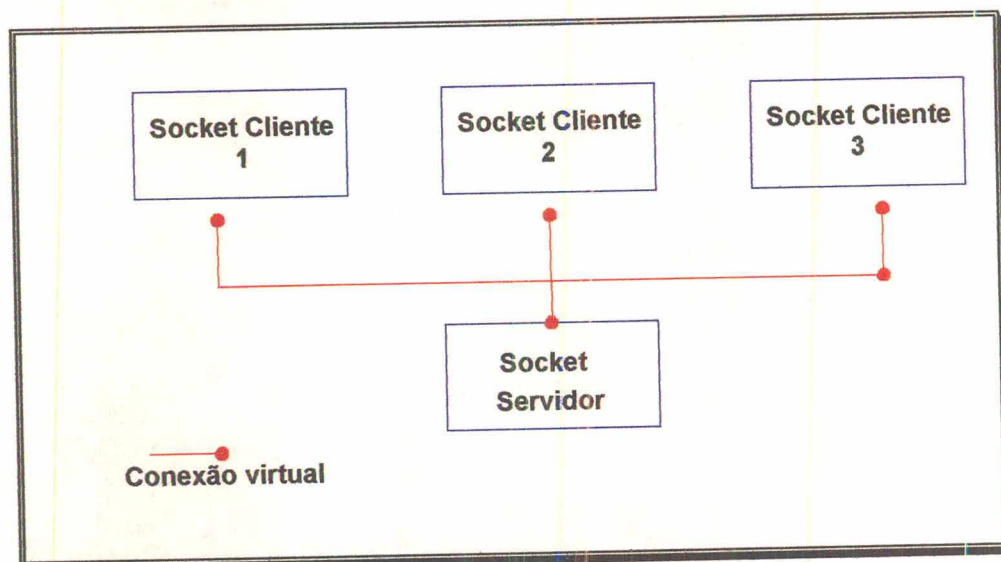 Socket Cliente
1
Socket Cliente
2
Socket Cliente
3
Socket
Servidor
Conexão virtual